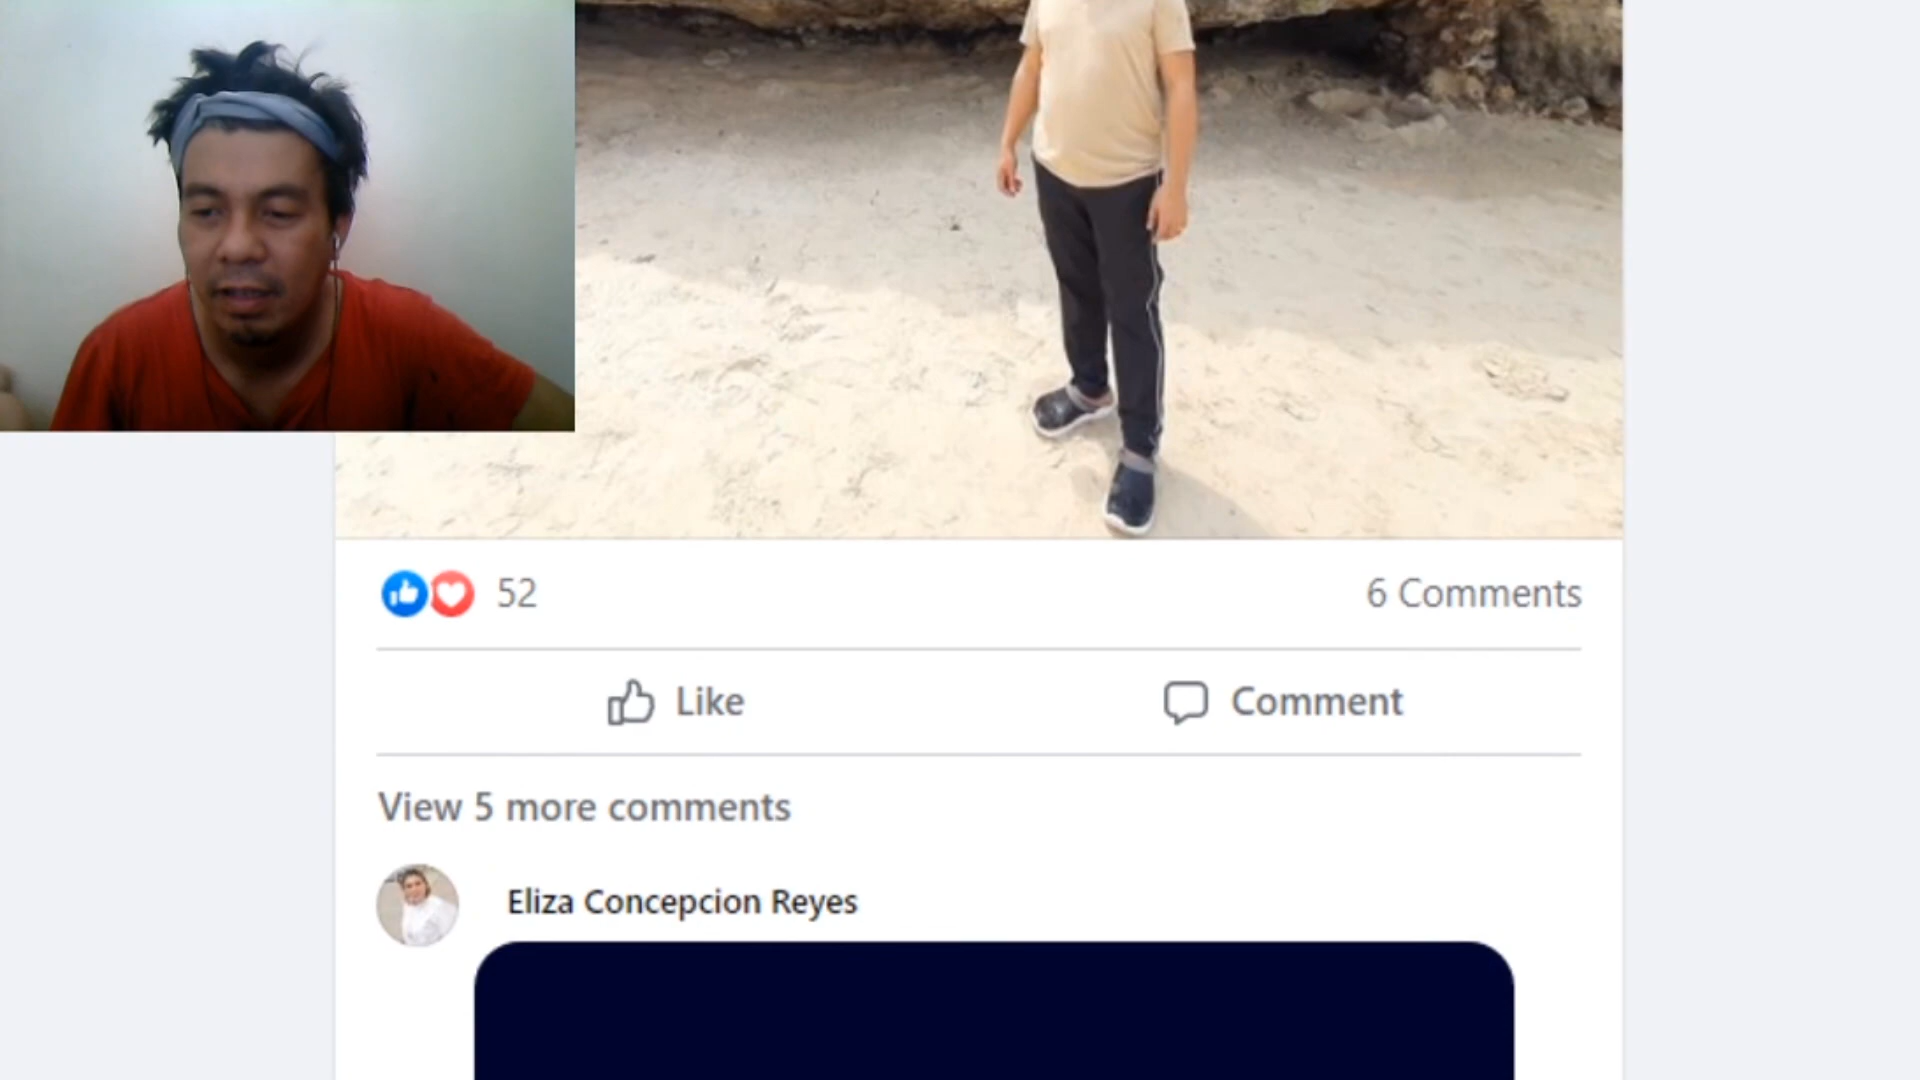 52
6 Comments
Like
Comment
View 5 more comments
Eliza Concepcion Reyes